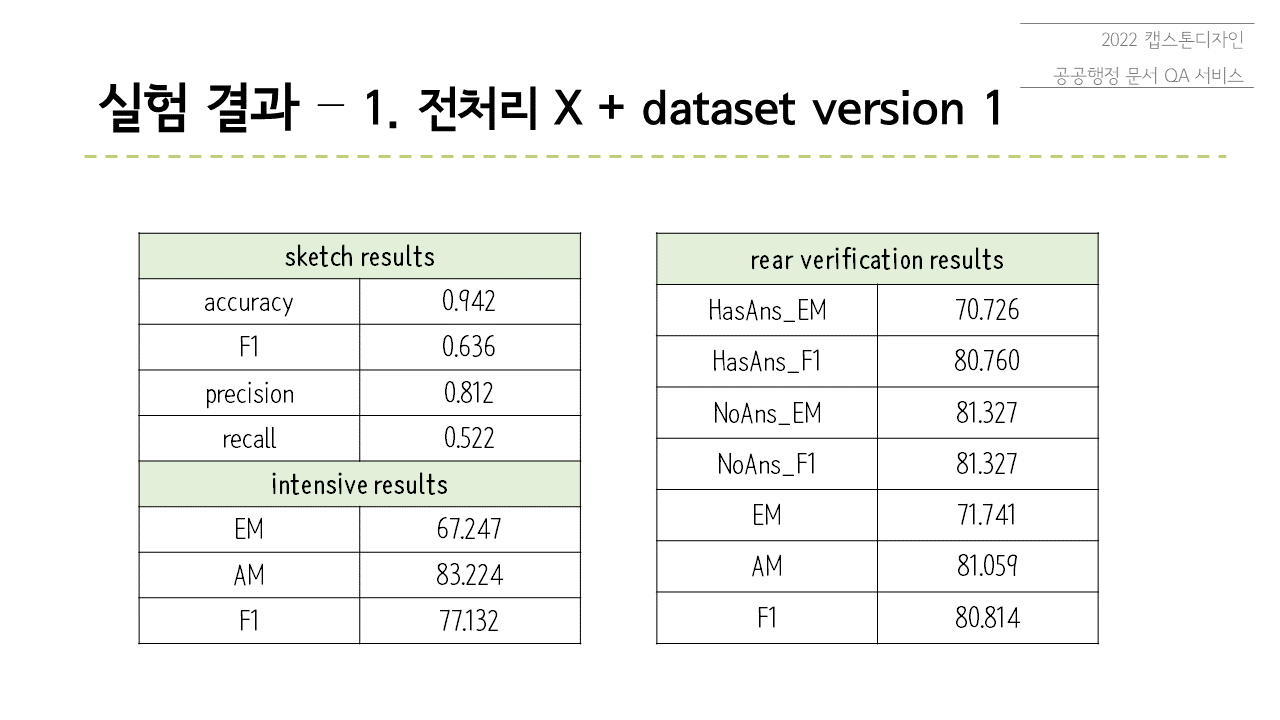 2022 캡스톤디자인
공공행정 문서 QA 서비스
실험 결과 – 1. 전처리 X + dataset version 1
sketch results
accuracy 0.942
F1 0.636
precision 0.812
recall 0.522
intensive results
EM 67.247
AM 83.224
F1 77.132
rear verification results
HasAns_EM 70.726
HasAns_F1 80.760
NoAns_EM 81.327
NoAns_F1 81.327
EM 71.741
AM 81.059
F1 80.814